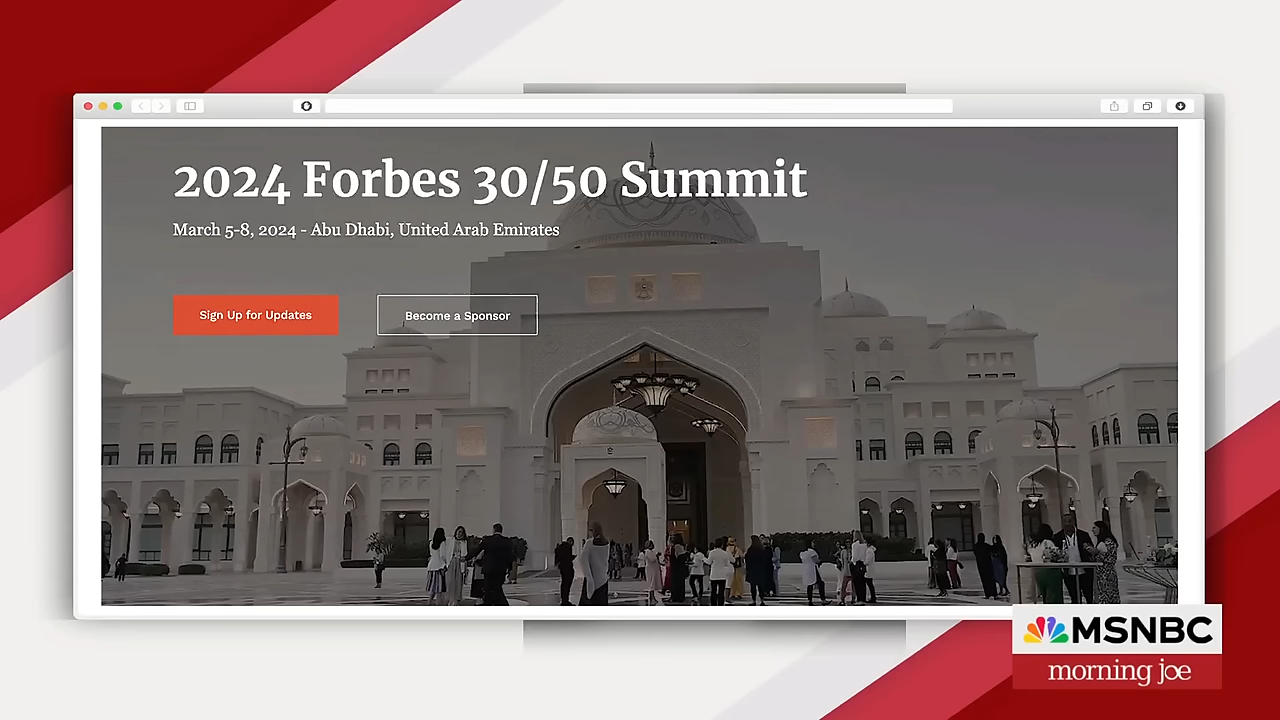 2024 Forbes 30/50 Summit
March 5-8, 2024 - Abu Dhabi, United Arab Emirates
Sign Up for Updates
Become a Sponsor
MSNBC
morning joe